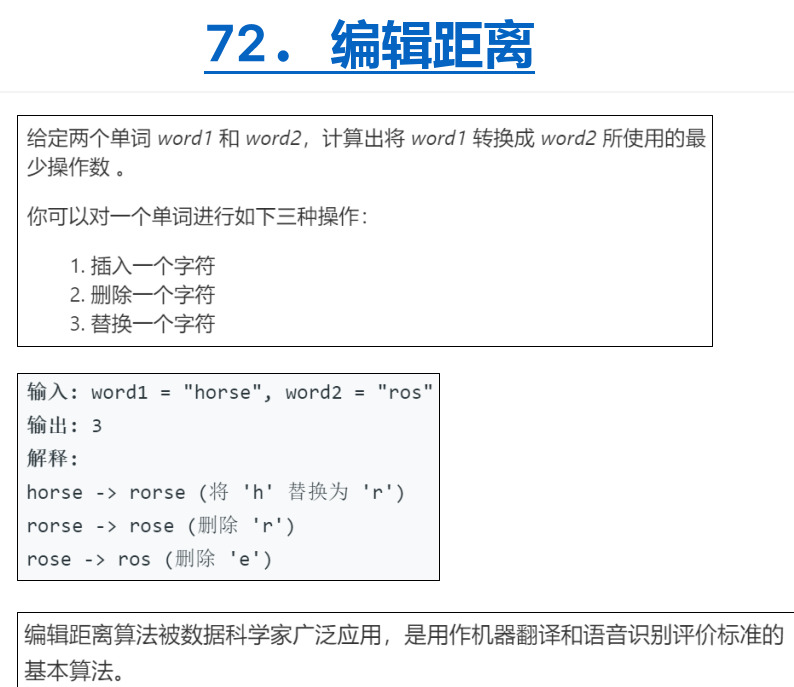 72. 编辑距离
给定两个单词 word1 和 word2，计算出将 word1 转换成 word2 所使用的最
少操作数 。
你可以对一个单词进行如下三种操作：
1. 插入一个字符
2. 删除一个字符
3. 替换一个字符
输入: word1 = "horse", word2 = "ros"
输出: 3
解释:
horse -> rorse (将 'h' 替换为 'r')
rorse -> rose (删除 'r')
rose -> ros (删除 'e')
编辑距离算法被数据科学家广泛应用，是用作机器翻译和语音识别评价标准的
基本算法。